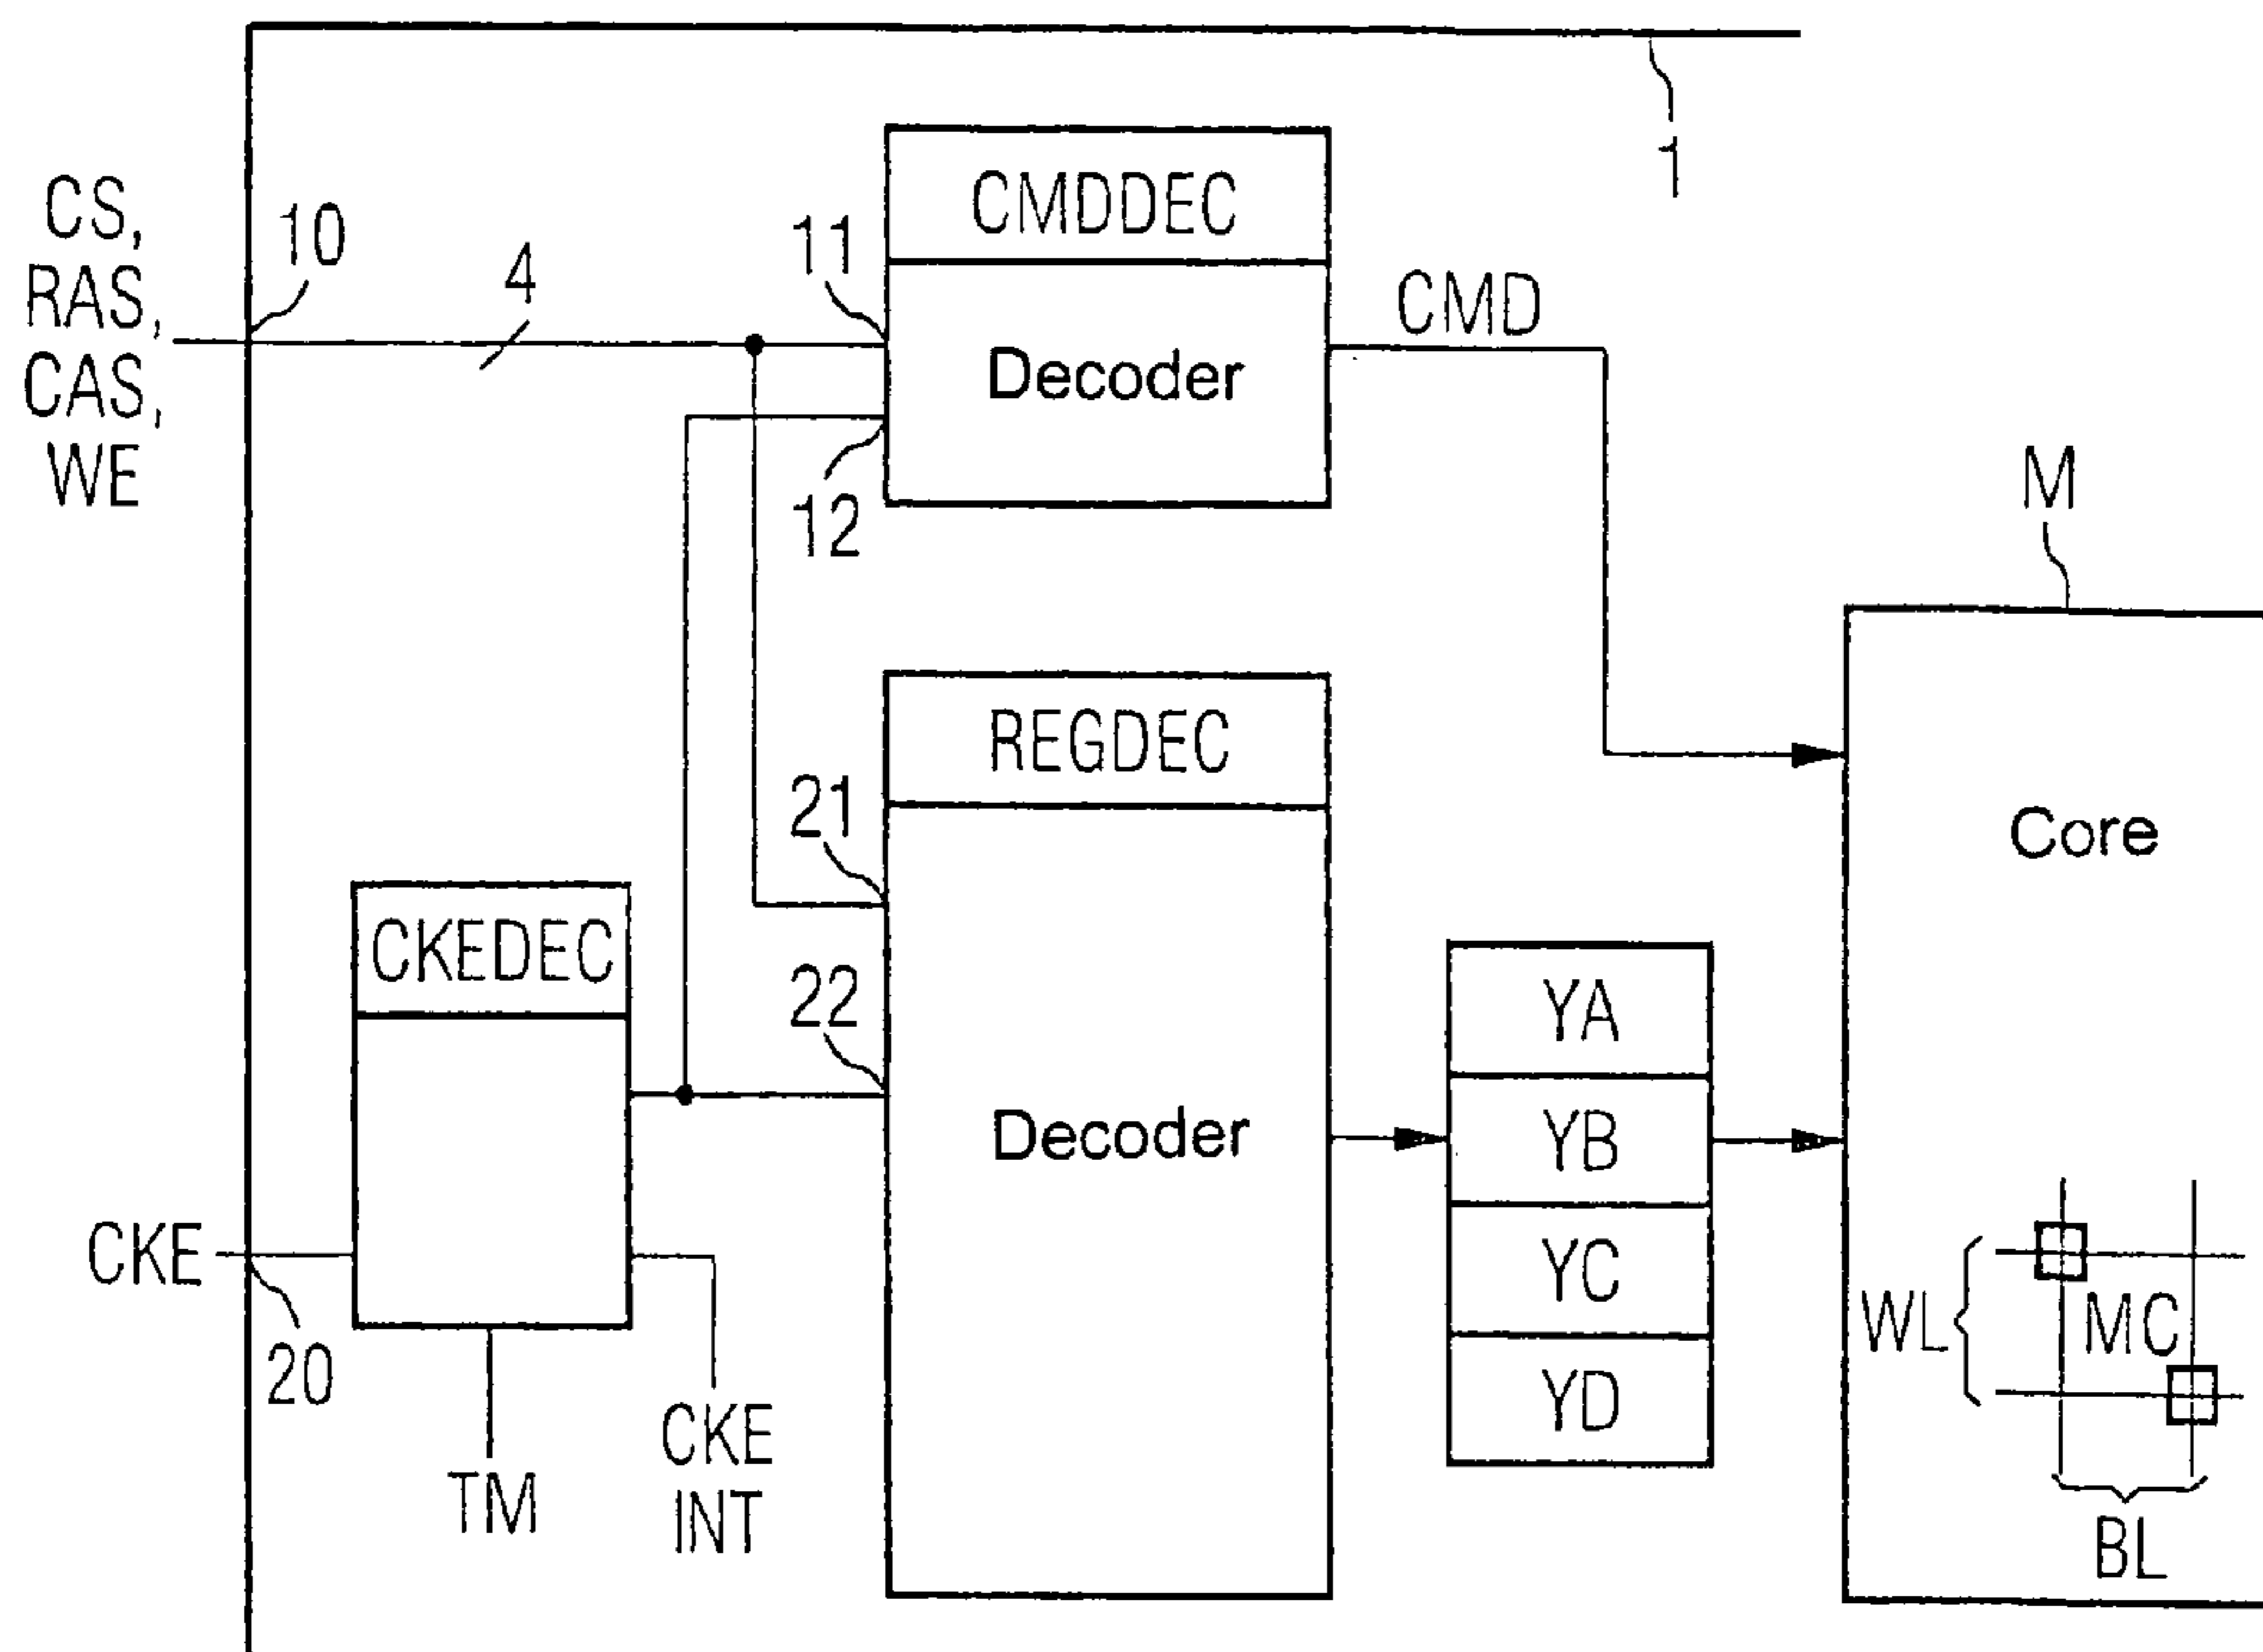 1
CS,
RAS,
CAS,
WE
10
4
11
12
CMDDEC
Decoder
CMD
M
Core
21
22
REGDEC
Decoder
CKEDEC
CKE
20
TM
CKE
INT
YA
YB
YC
YD
WL
MC
BL